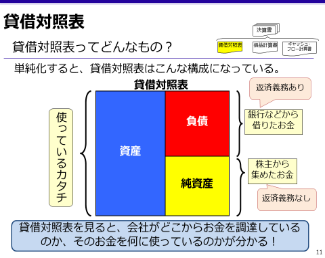 貸借対照表
貸借対照表ってどんなもの？
決算書
貸借対照表
損益計算書
キャッシュ・
フロー計算書
単純化すると、貸借対照表はこんな構成になっている。
貸借対照表
返済義務あり
使っているカタチ
資産
負債
銀行などから
借りたお金
純資産
株主から
集めたお金
返済義務なし
貸借対照表を見ると、会社がどこからお金を調達している
のか、そのお金を何に使っているのかが分かる！
11